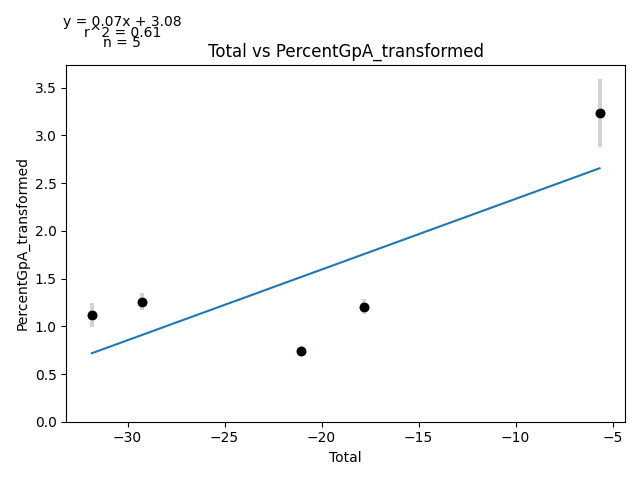 y = 0.07x + 3.08
r^2 = 0.61
n = 5
Total vs PercentGpA_transformed
3.5
3.0
2.5
2.0
1.5
1.0
0.5
0.0
PercentGpA_transformed
−30
−25
−20
−15
−10
−5
Total